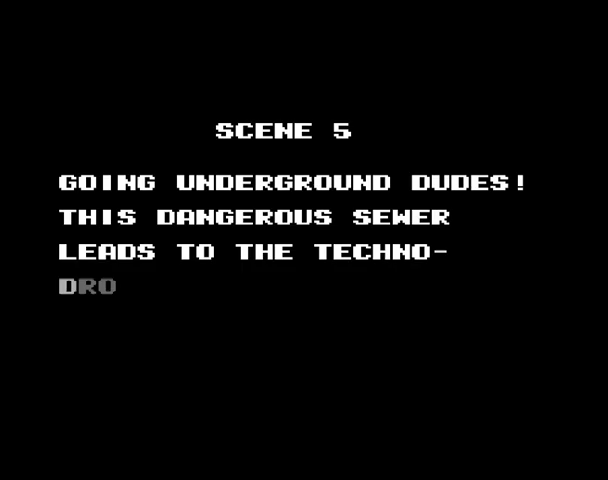 SCENE 5
GOING UNDERGROUND DUDES!
THIS DANGEROUS SEWER
LEADS TO THE TECHNO-
DRO